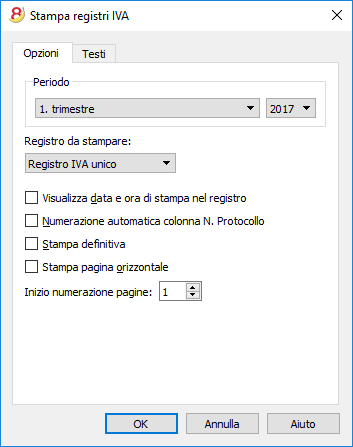 Stampa registri IVA
Opzioni Testi
Periodo
1. trimestre 2017
Registro da stampare:
Registro IVA unico
Visualizza data e ora di stampa nel registro
Numerazione automatica colonna N. Protocollo
Stampa definitiva
Stampa pagina orizzontale
Inizio numerazione pagine: 1
OK Annulla Aiuto